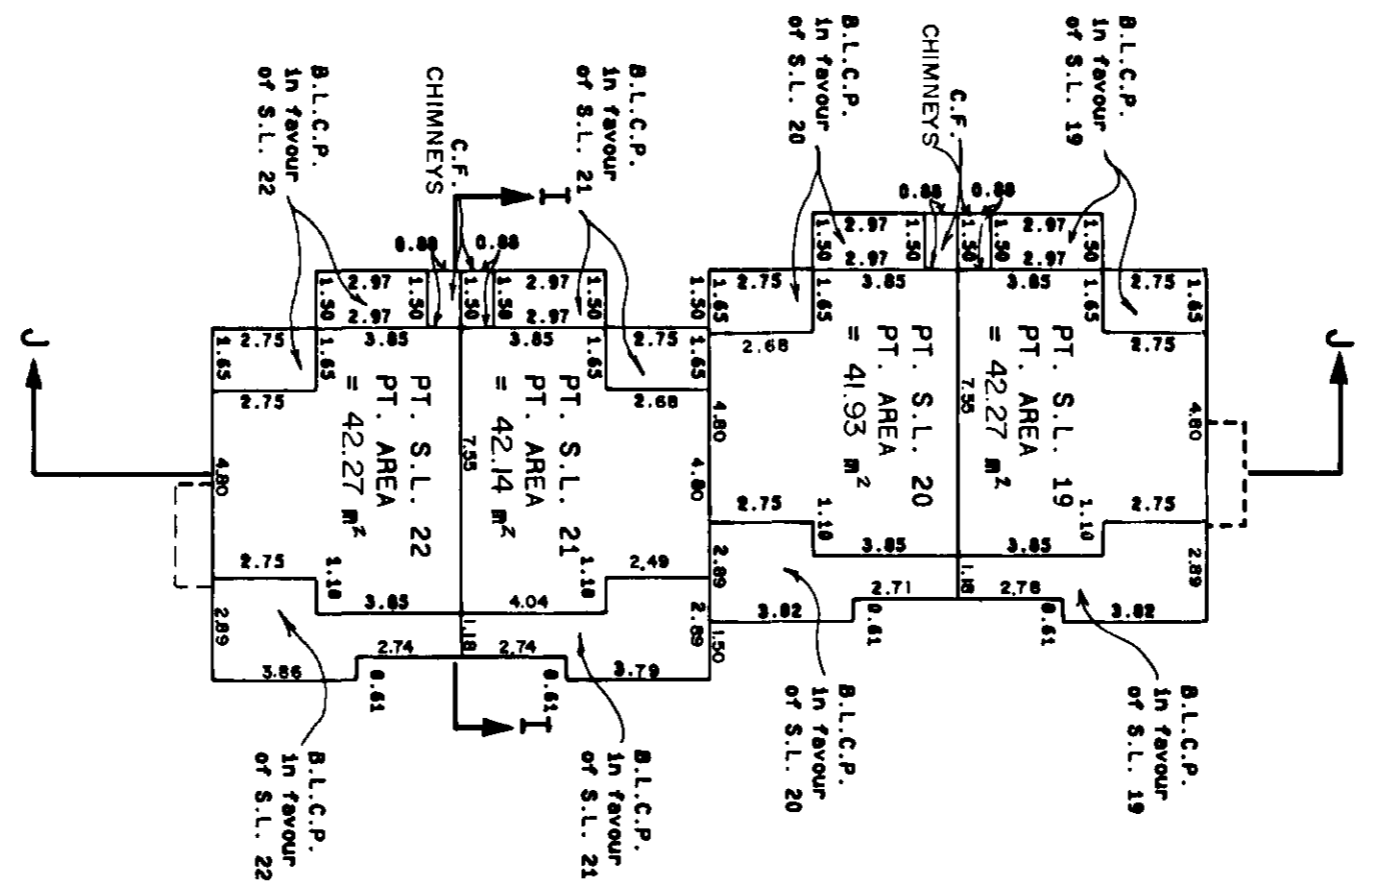 B.L.C.P.
in favour
of S.L. 22
C.F.
CHIMNEYS
B.L.C.P.
in favour
of S.L. 21
B.L.C.P.
in favour
of S.L. 20
C.F.
CHIMNEYS
B.L.C.P.
in favour
of S.L. 19
I
J
J
0.88
0.88
0.88
0.88
2.97
1.50
1.50
1.50
2.97
1.50
2.97
2.97
2.75
1.65
3.85
1.65
3.85
1.65
2.75
1.65
2.75
2.68
2.75
2.97
1.50
1.50
1.50
2.97
1.50
1.50
2.97
2.97
2.75
1.65
3.85
1.65
3.85
1.65
2.75
1.65
2.75
2.68
PT. S.L. 19
PT. AREA
= 42.27 m²
PT. S.L. 20
PT. AREA
= 41.93 m²
PT. S.L. 21
PT. AREA
= 42.14 m²
PT. S.L. 22
PT. AREA
= 42.27 m²
7.55
7.55
4.80
4.80
4.80
4.80
2.75
1.10
3.85
3.85
1.10
2.75
2.89
2.89
1.18
2.71
2.78
3.82
0.61
0.61
3.82
2.75
1.10
3.85
4.04
1.10
2.49
2.89
2.89
1.50
1.18
2.74
2.74
3.86
0.61
0.61
3.79
I
B.L.C.P.
in favour
of S.L. 22
B.L.C.P.
in favour
of S.L. 21
B.L.C.P.
in favour
of S.L. 20
B.L.C.P.
in favour
of S.L. 19